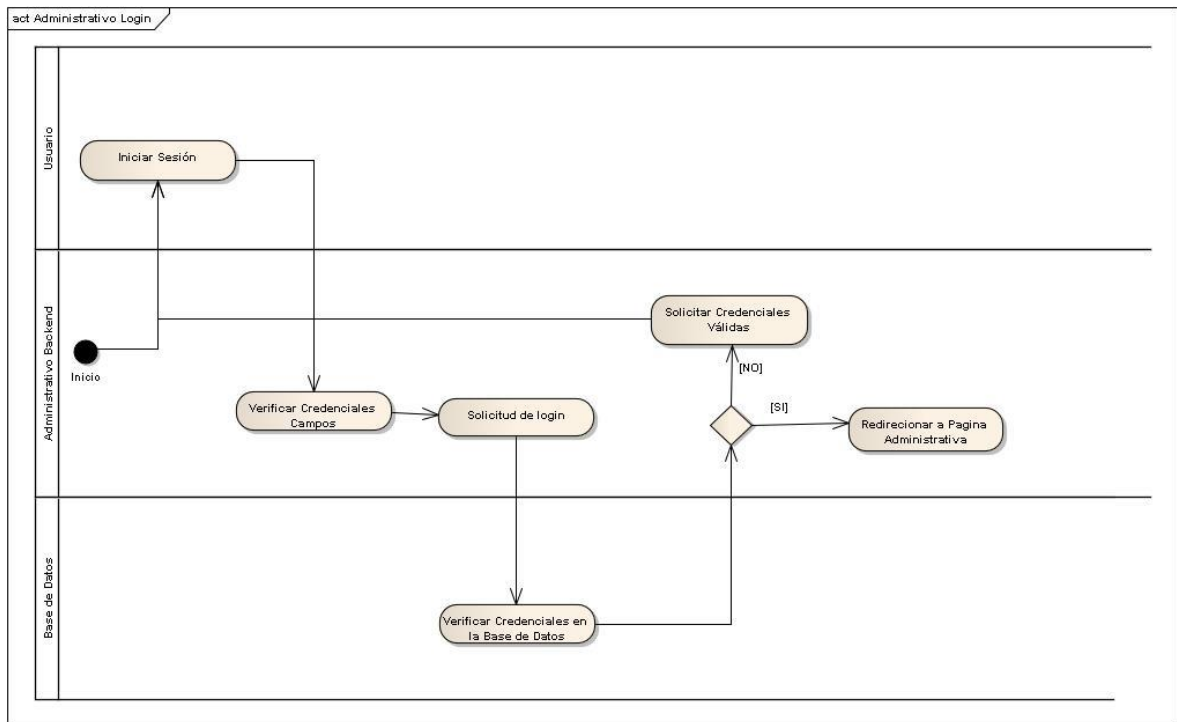 act Administrativo Login
Usuario
Iniciar Sesión
Administrativo Backend
Inicio
Solicitar Credenciales
Válidas
[NO]
[SI]
Verificar Credenciales
Campos
Solicitud de login
Redirecionar a Pagina
Administrativa
Base de Datos
Verificar Credenciales en
la Base de Datos